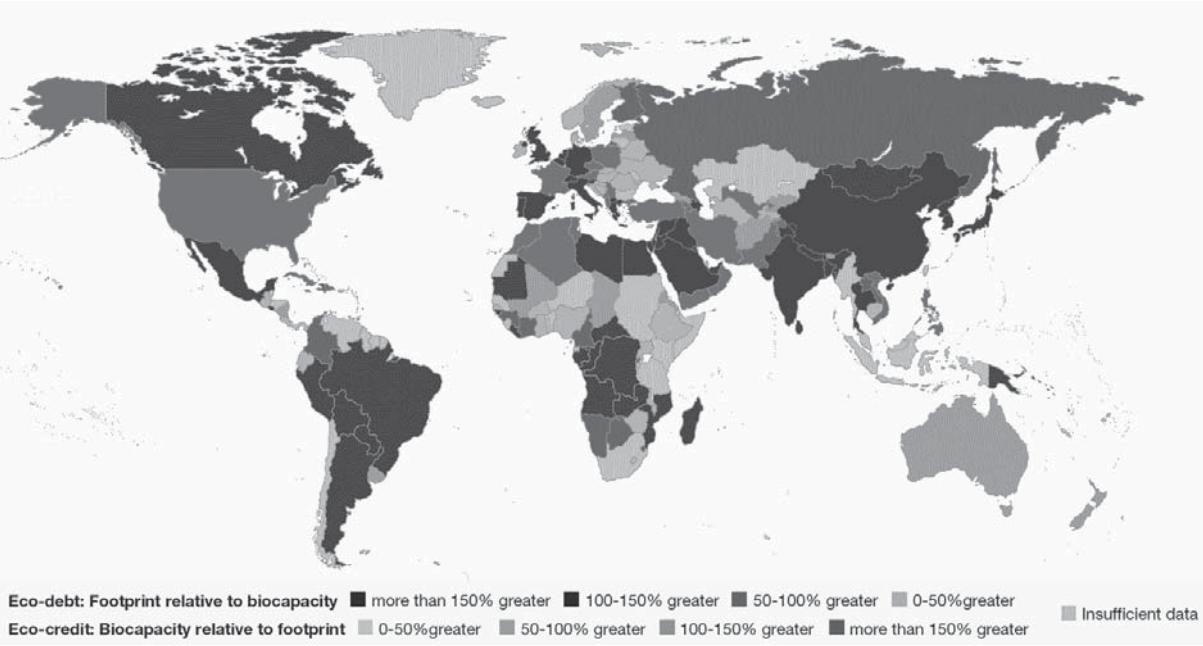 Eco-debt: Footprint relative to biocapacity more than 150% greater 100-150% greater 50-100% greater 0-50%greater
Insufficient data
Eco-credit: Biocapacity relative to footprint 0-50%greater 50-100% greater 100-150% greater more than 150% greater